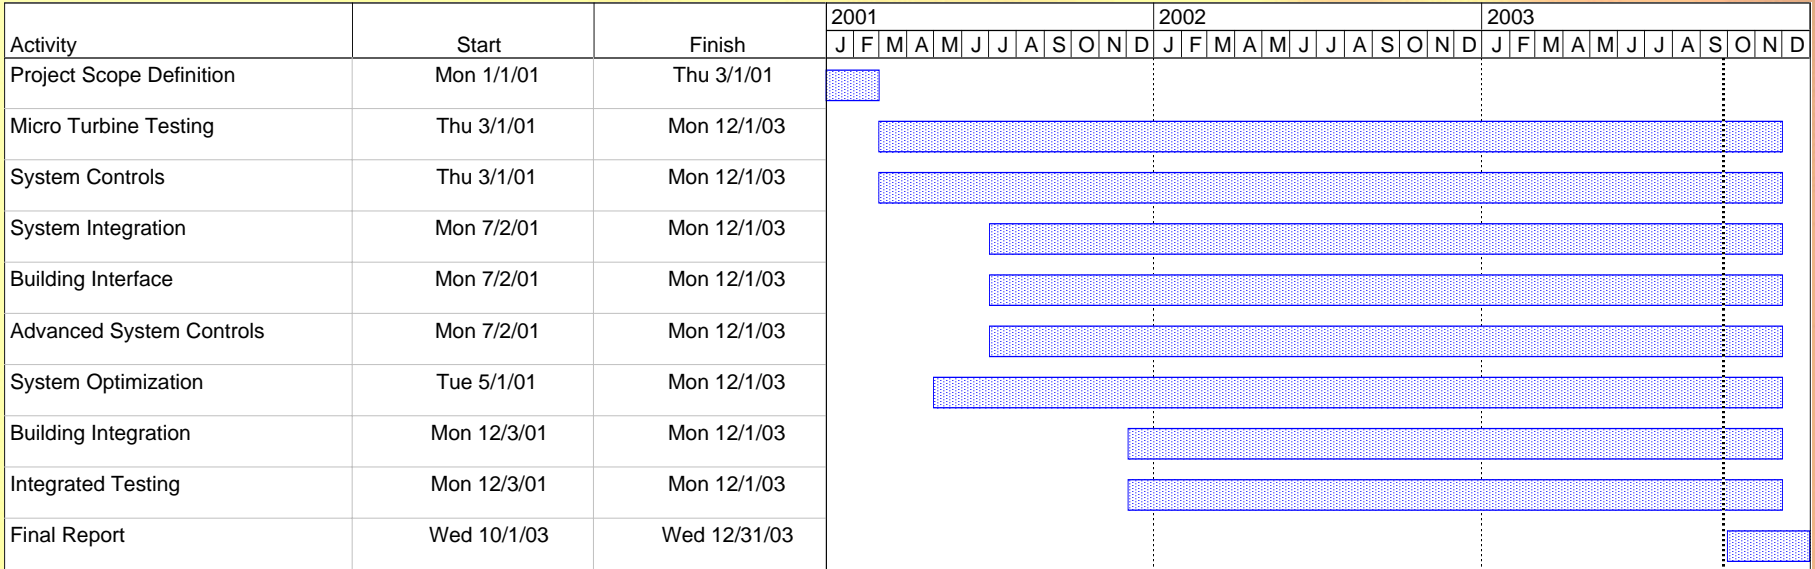 2001 2002 2003
Activity Start Finish J F M A M J J A S O N D J F M A M J J A S O N D J F M A M J J A S O N D
Project Scope Definition Mon 1/1/01 Thu 3/1/01
Micro Turbine Testing Thu 3/1/01 Mon 12/1/03
System Controls Thu 3/1/01 Mon 12/1/03
System Integration Mon 7/2/01 Mon 12/1/03
Building Interface Mon 7/2/01 Mon 12/1/03
Advanced System Controls Mon 7/2/01 Mon 12/1/03
System Optimization Tue 5/1/01 Mon 12/1/03
Building Integration Mon 12/3/01 Mon 12/1/03
Integrated Testing Mon 12/3/01 Mon 12/1/03
Final Report Wed 10/1/03 Wed 12/31/03